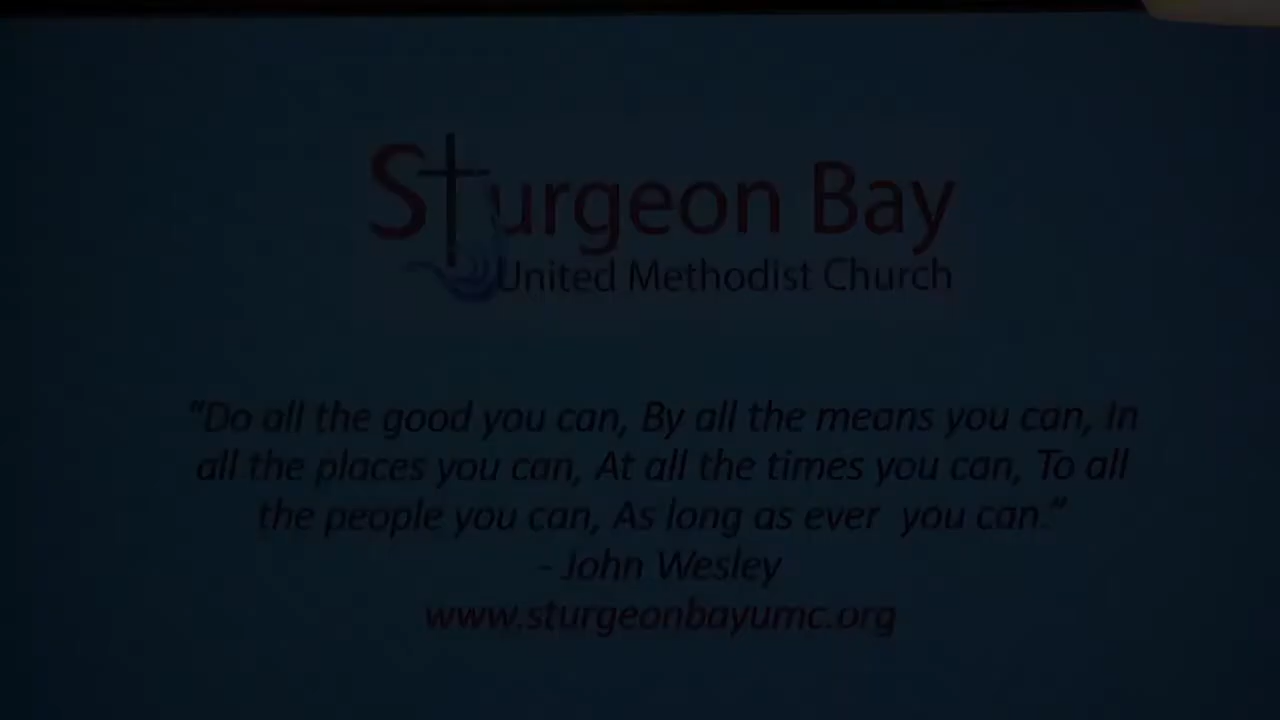 Sturgeon Bay
United Methodist Church
"Do all the good you can, By all the means you can, In
all the places you can, At all the times you can, To all
the people you can, As long as ever you can."
- John Wesley
www.sturgeonbayumc.org